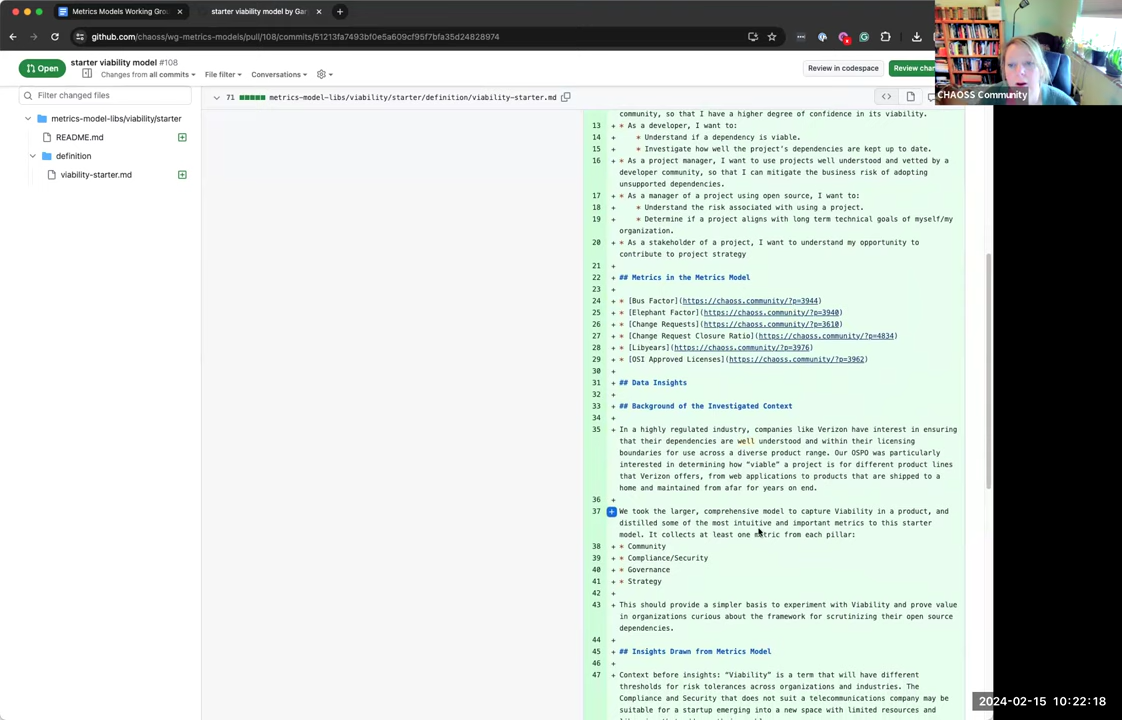 Metrics Models Working Gro
starter viability model by Gar
github.com/chaoss/wg-metrics-models/pull/108/commits/51213fa7493bf0e5a609cf95f7bfa35d24828974
Open
starter viability model #108
Changes from all commits
File filter
Conversations
Review in codespace
Review chan
CHAOSS Community
Filter changed files
metrics-model-libs/viability/starter
README.md
definition
viability-starter.md
71 metrics-model-libs/viability/starter/definition/viability-starter.md
community, so that I have a higher degree of confidence in its viability.
13 + * As a developer, I want to:
14 + * Understand if a dependency is viable.
15 + * Investigate how well the project's dependencies are kept up to date.
16 + * As a project manager, I want to use projects well understood and vetted by a
developer community, so that I can mitigate the business risk of adopting
unsupported dependencies.
17 + * As a manager of a project using open source, I want to:
18 + * Understand the risk associated with using a project.
19 + * Determine if a project aligns with long term technical goals of myself/my
organization.
20 + * As a stakeholder of a project, I want to understand my opportunity to
contribute to project strategy
21 +
22 + ## Metrics in the Metrics Model
23 +
24 + * [Bus Factor](https://chaoss.community/?p=3944)
25 + * [Elephant Factor](https://chaoss.community/?p=3940)
26 + * [Change Requests](https://chaoss.community/?p=3610)
27 + * [Change Request Closure Ratio](https://chaoss.community/?p=4834)
28 + * [Libyears](https://chaoss.community/?p=3976)
29 + * [OSI Approved Licenses](https://chaoss.community/?p=3962)
30 +
31 + ## Data Insights
32 +
33 + ## Background of the Investigated Context
34 +
35 + In a highly regulated industry, companies like Verizon have interest in ensuring
that their dependencies are well understood and within their licensing
boundaries for use across a diverse product range. Our OSPO was particularly
interested in determining how "viable" a project is for different product lines
that Verizon offers, from web applications to products that are shipped to a
home and maintained from afar for years on end.
36 +
37 + We took the larger, comprehensive model to capture Viability in a product, and
distilled some of the most intuitive and important metrics to this starter
model. It collects at least one metric from each pillar:
38 + * Community
39 + * Compliance/Security
40 + * Governance
41 + * Strategy
42 +
43 + This should provide a simpler basis to experiment with Viability and prove value
in organizations curious about the framework for scrutinizing their open source
dependencies.
44 +
45 + ## Insights Drawn from Metrics Model
46 +
47 + Context before insights: "Viability" is a term that will have different
thresholds for risk tolerances across organizations and industries. The
Compliance and Security that does not suit a telecommunications company may be
suitable for a startup emerging into a new space with limited resources and
2024-02-15 10:22:18